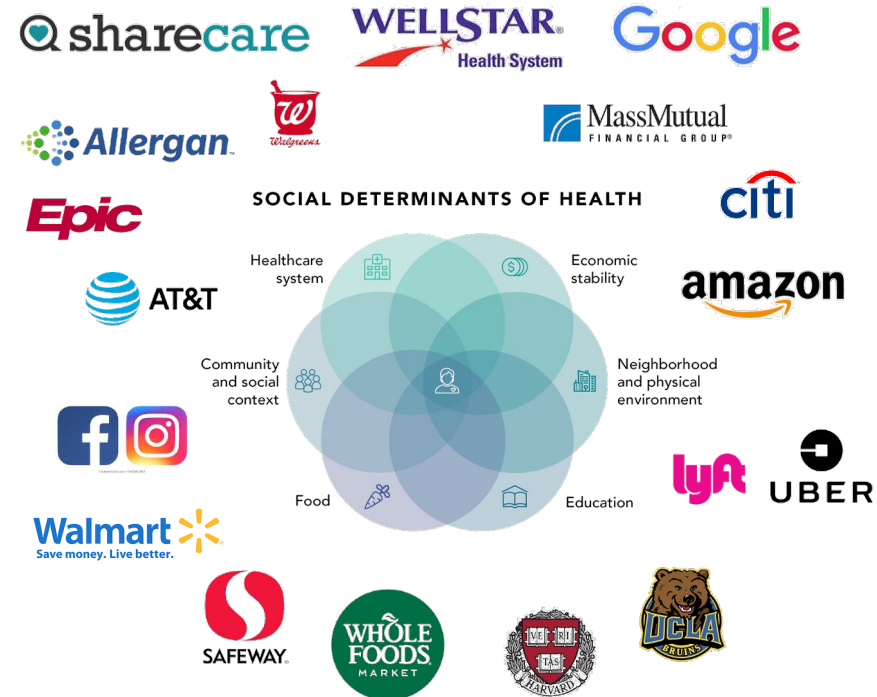 sharecare
WELLSTAR®
Health System
Google
Allergan™
W
Walgreens
MassMutual
FINANCIAL GROUP®
Epic
SOCIAL DETERMINANTS OF HEALTH
citi
Healthcare
system
Economic
stability
AT&T
amazon
Community
and social
context
Neighborhood
and physical
environment
f
lyft
UBER
Food
Education
Walmart
Save money. Live better.
SAFEWAY®
WHOLE
FOODS
MARKET
VE RI
TAS
HARVARD
UCLA
BRUINS